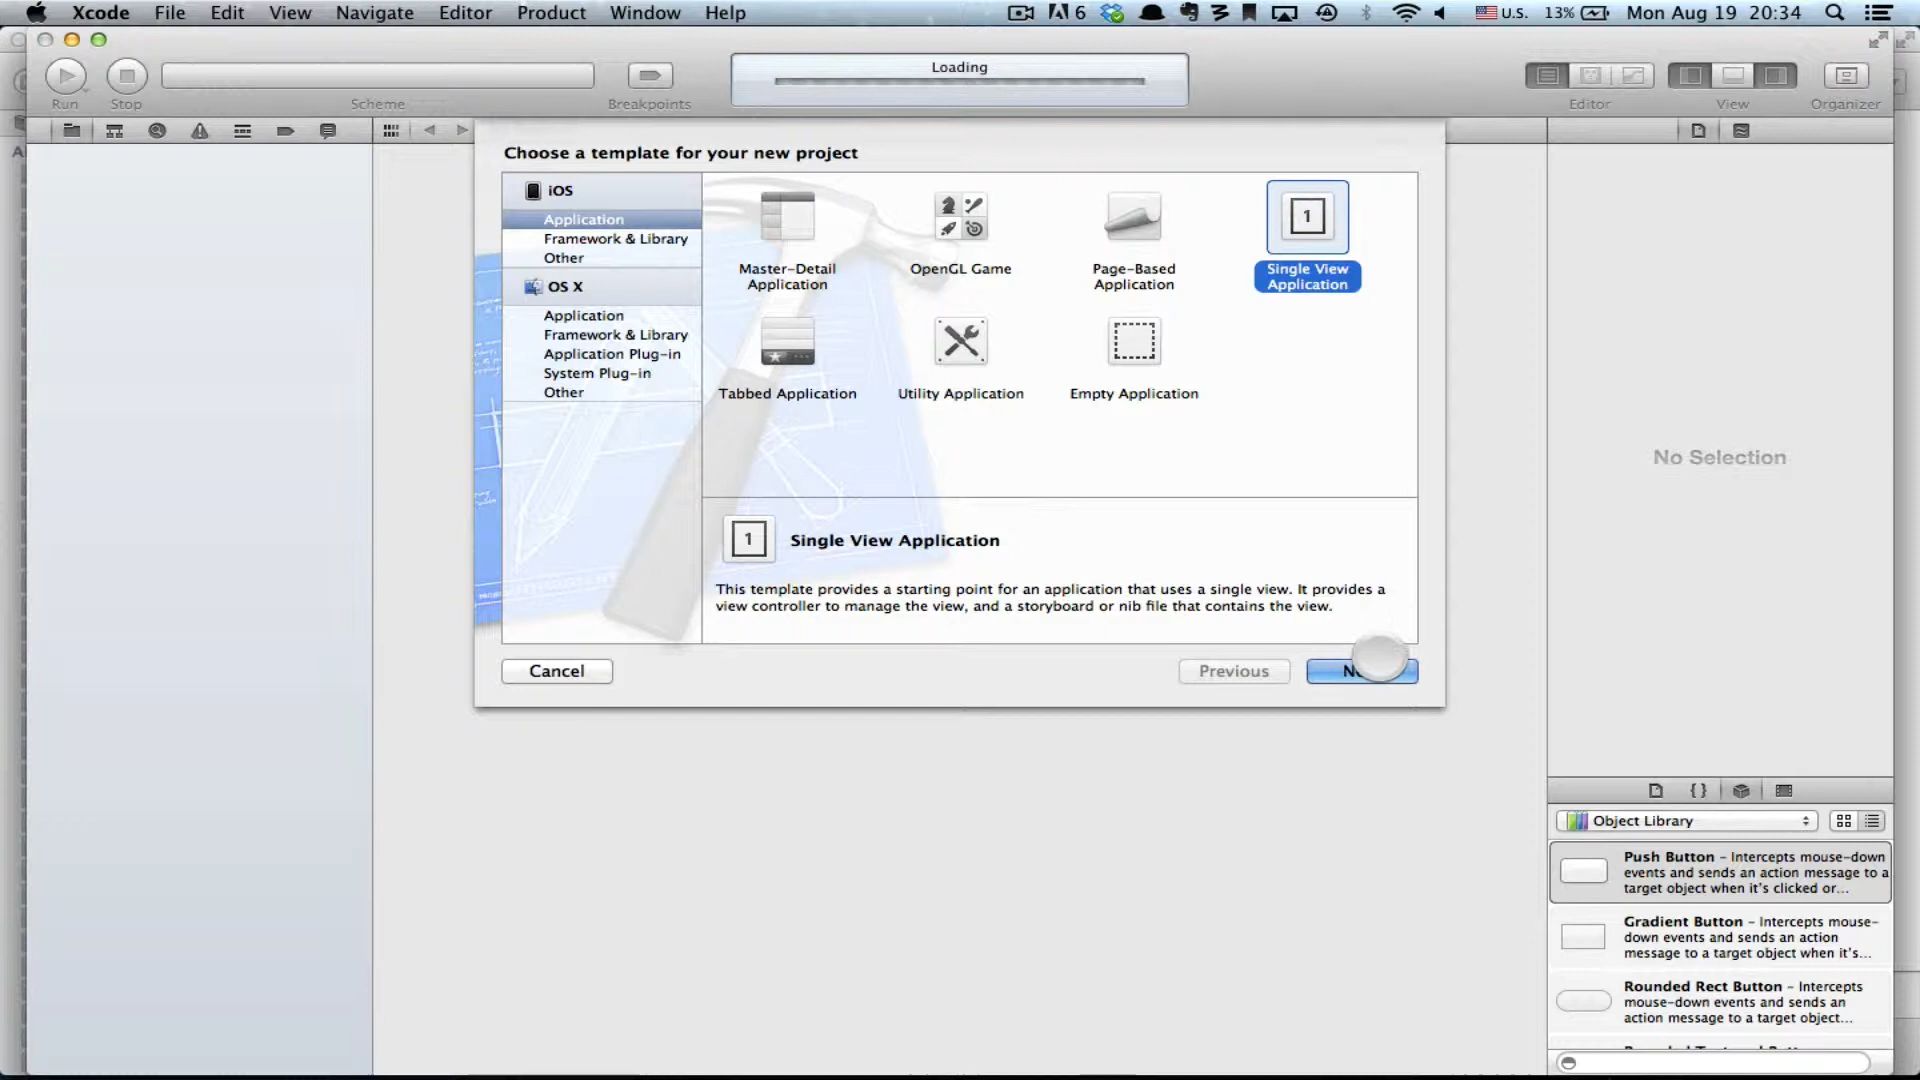 Xcode File Edit View Navigate Editor Product Window Help 6 U.S. 13% Mon Aug 19 20:34
Loading
Run Stop Scheme Breakpoints Editor View Organizer
Choose a template for your new project
iOS
Application
Framework & Library
Other
OS X
Application
Framework & Library
Application Plug-in
System Plug-in
Other
Master-Detail
Application
OpenGL Game
Page-Based
Application
1
Single View
Application
Tabbed Application
Utility Application
Empty Application
1
Single View Application
This template provides a starting point for an application that uses a single view. It provides a
view controller to manage the view, and a storyboard or nib file that contains the view.
Cancel
Previous
No Selection
{ }
Object Library
Push Button - Intercepts mouse-down
events and sends an action message to a
target object when it's clicked or...
Gradient Button - Intercepts mouse-
down events and sends an action
message to a target object when it's...
Rounded Rect Button - Intercepts
mouse-down events and sends an
action message to a target object...